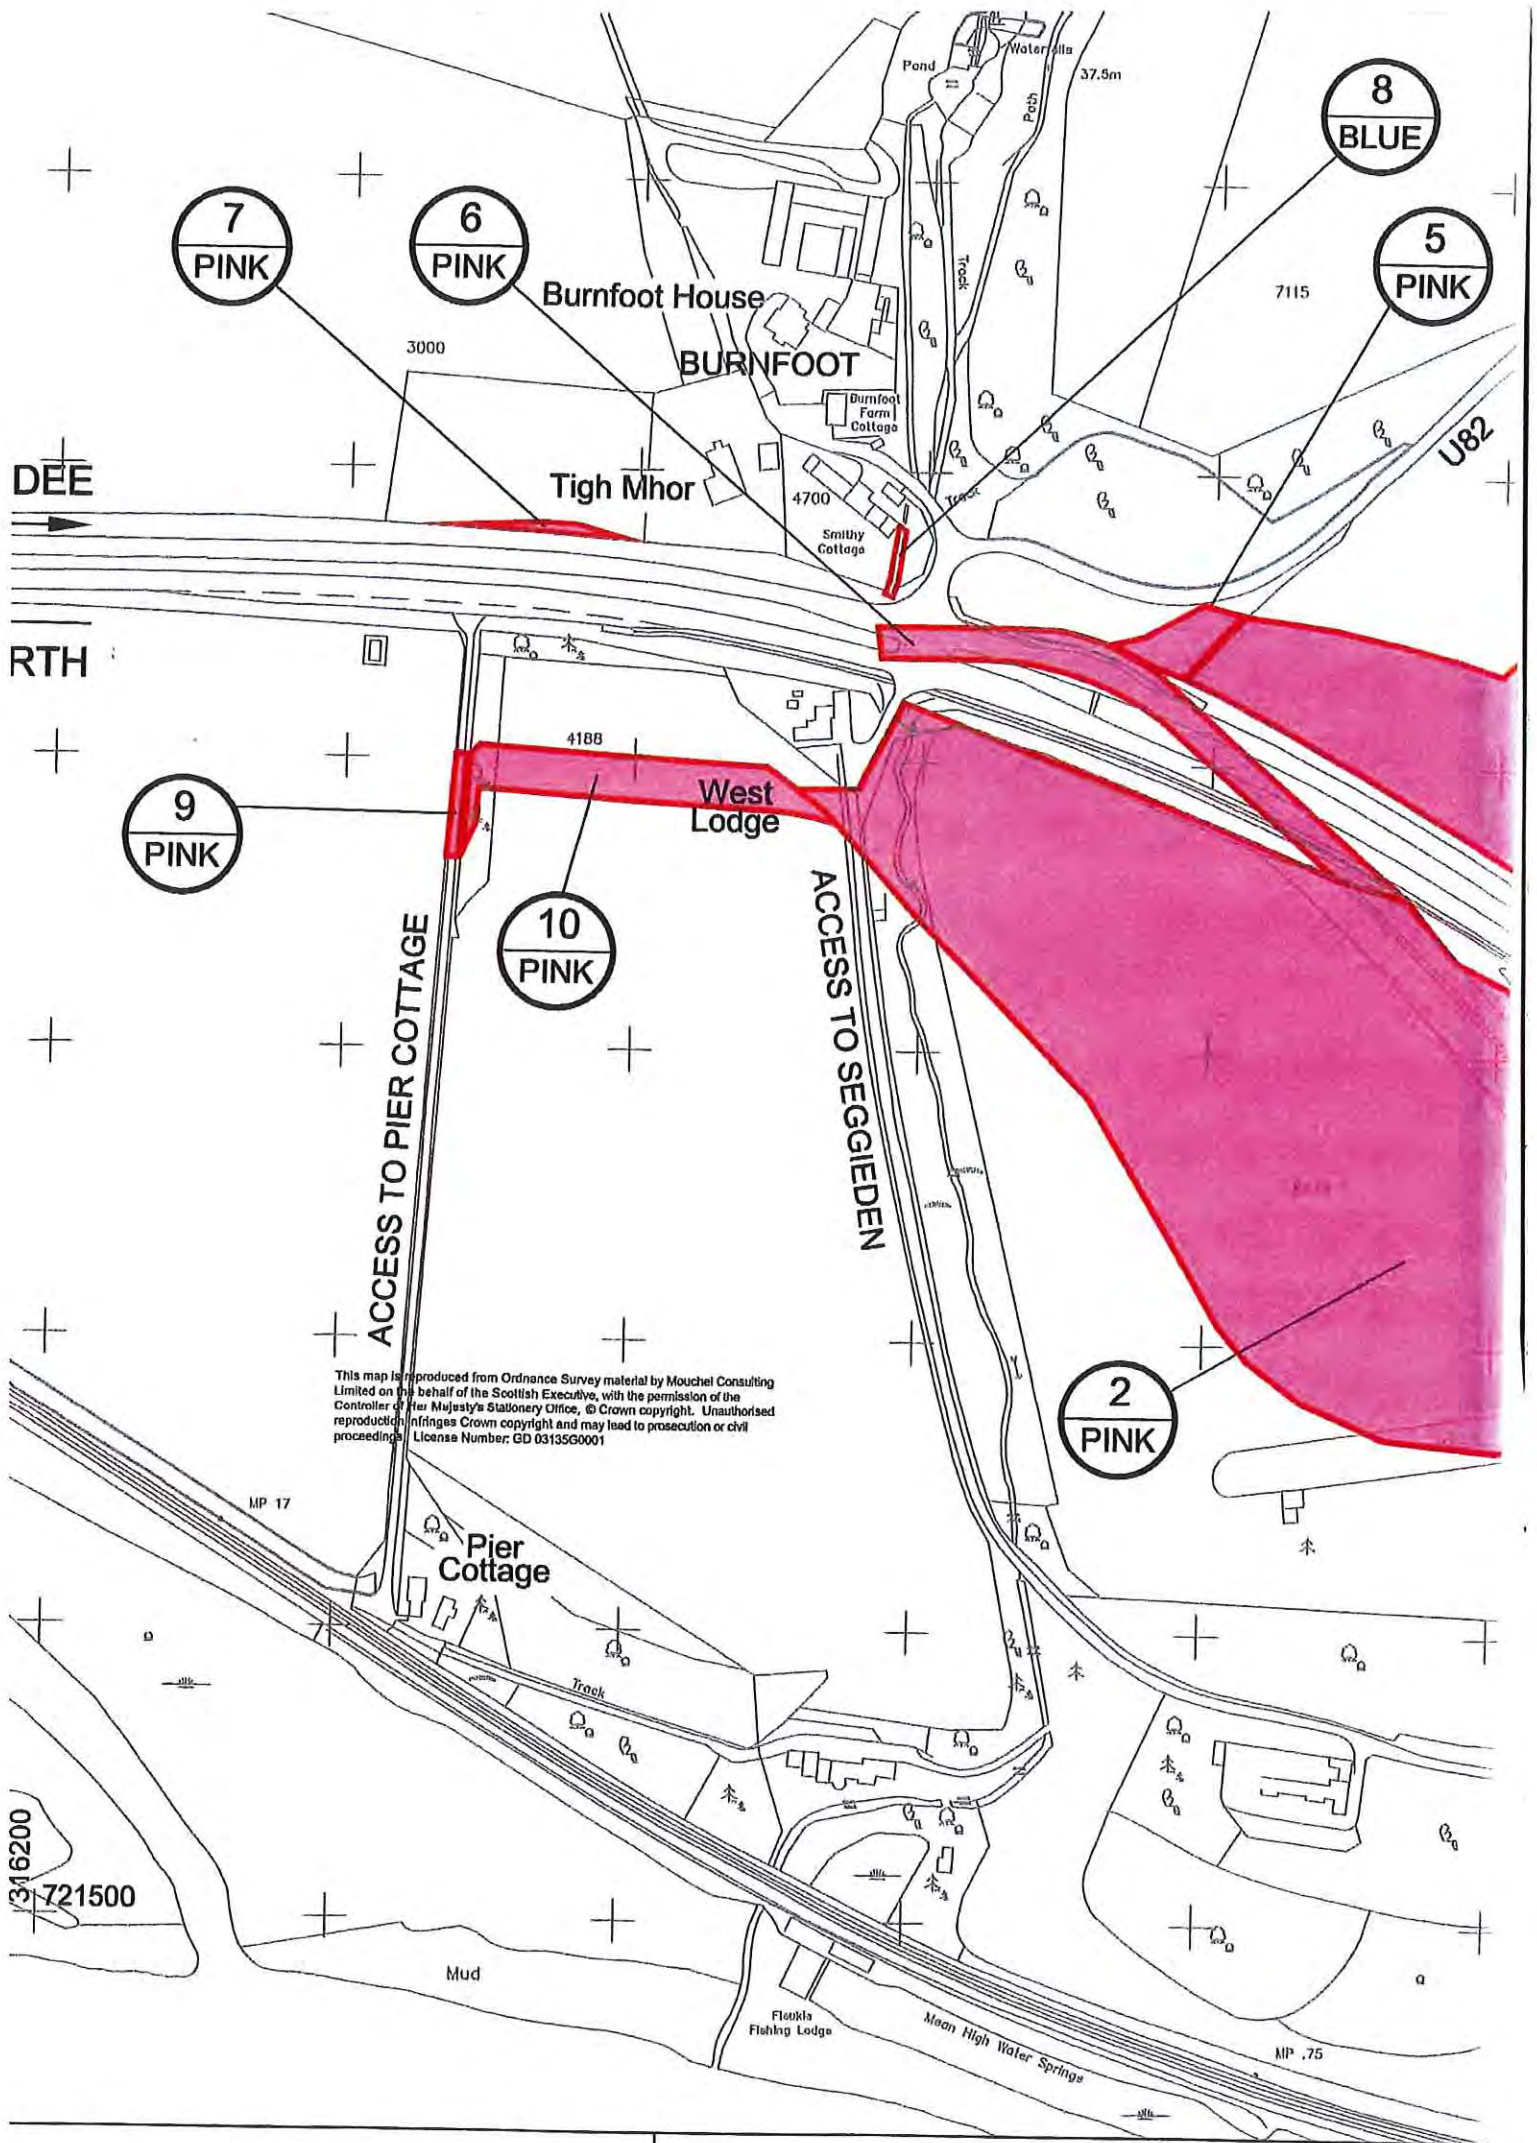 Pond
Waterfalls
37.5m
Path
8
BLUE
7
PINK
6
PINK
5
PINK
Track
Burnfoot House
7115
3000
BURNFOOT
Burnfoot
Farm
Cottage
U82
DEE
Tigh Mhor
4700
Track
Smithy
Cottage
RTH
4188
West
Lodge
9
PINK
10
PINK
ACCESS TO PIER COTTAGE
ACCESS TO SEGGIEDEN
This map is reproduced from Ordnance Survey material by Mouchel Consulting
Limited on the behalf of the Scottish Executive, with the permission of the
Controller of Her Majesty's Stationery Office, © Crown copyright. Unauthorised
reproduction infringes Crown copyright and may lead to prosecution or civil
proceedings. License Number: GD 03135G0001
2
PINK
MP 17
Pier
Cottage
Track
316200
721500
Mud
Fishing Lodge
Mean High Water Springs
MP .75